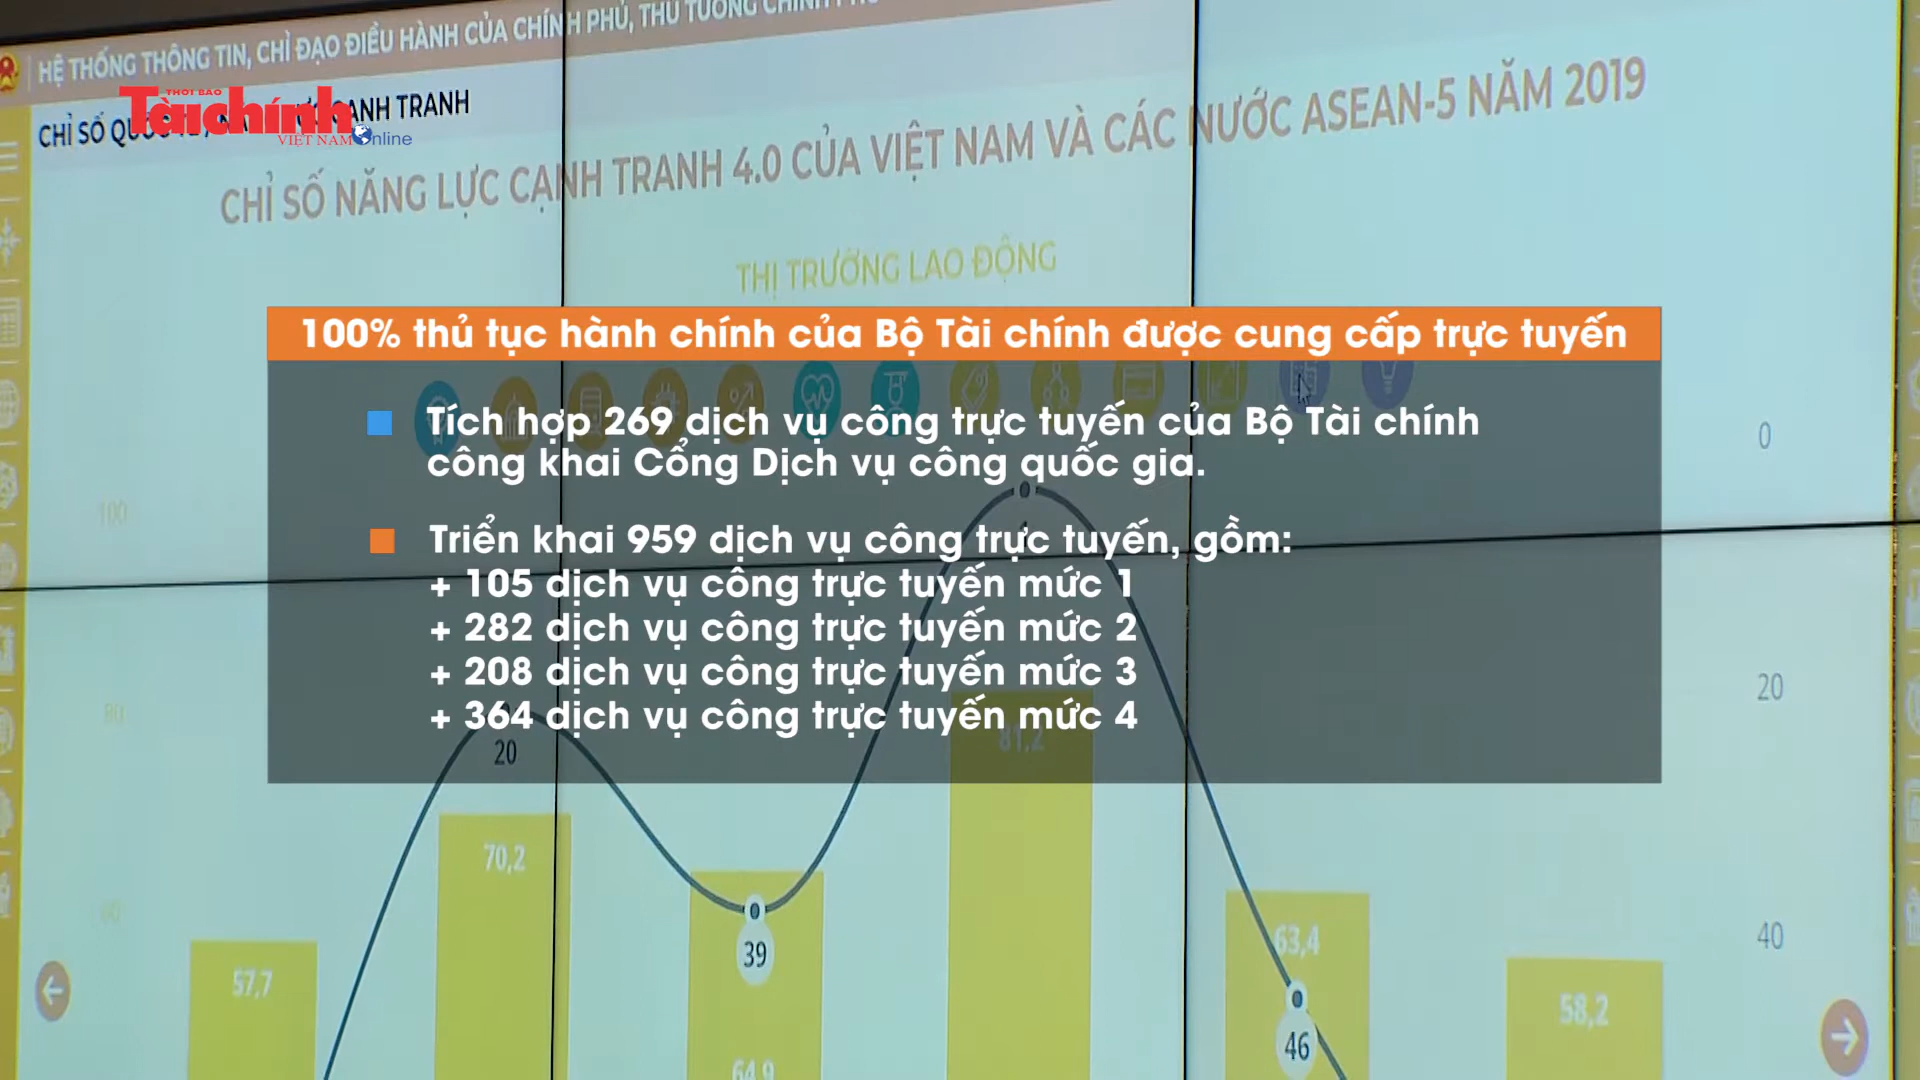 HỆ THỐNG THÔNG TIN, CHỈ ĐẠO ĐIỀU HÀNH CỦA CHÍNH PHỦ, THỦ TƯỚNG CHÍNH PHỦ
THỜI BÁO
Tàichính
VIỆT NAM Online
CHỈ SỐ CẠNH TRANH
CHỈ SỐ NĂNG LỰC CẠNH TRANH 4.0 CỦA VIỆT NAM VÀ CÁC NƯỚC ASEAN-5 NĂM 2019
THỊ TRƯỜNG LAO ĐỘNG
100% thủ tục hành chính của Bộ Tài chính được cung cấp trực tuyến
Tích hợp 269 dịch vụ công trực tuyến của Bộ Tài chính
công khai Cổng Dịch vụ công quốc gia.
Triển khai 959 dịch vụ công trực tuyến, gồm:
+ 105 dịch vụ công trực tuyến mức 1
+ 282 dịch vụ công trực tuyến mức 2
+ 208 dịch vụ công trực tuyến mức 3
+ 364 dịch vụ công trực tuyến mức 4
0
100
20
80
20
81,2
70,2
40
60
39
63,4
57,7
58,2
46
64,9